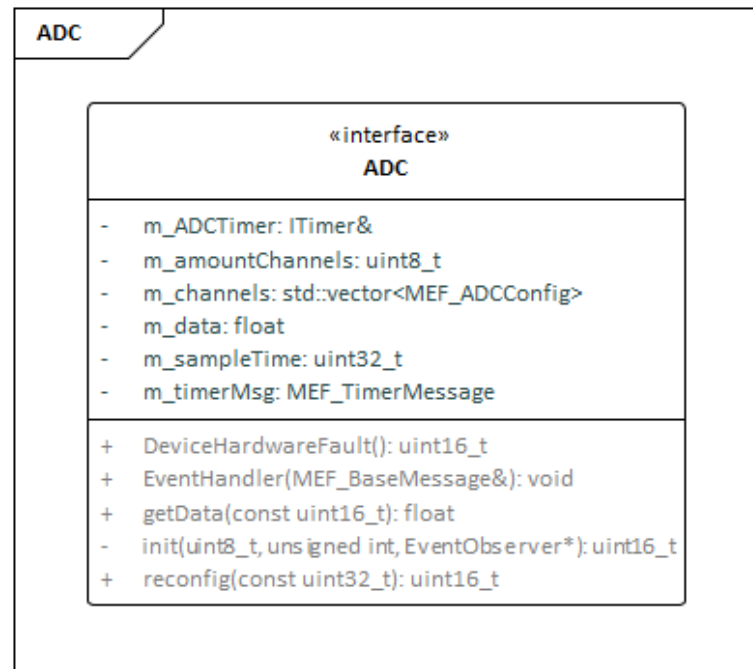 ADC
«interface»
ADC
- m_ADCTimer: ITimer&
- m_amountChannels: uint8_t
- m_channels: std::vector<MEF_ADCConfig>
- m_data: float
- m_sampleTime: uint32_t
- m_timerMsg: MEF_TimerMessage
+ DeviceHardwareFault(): uint16_t
+ EventHandler(MEF_BaseMessage&): void
+ getData(const uint16_t): float
- init(uint8_t, unsigned int, EventObserver*): uint16_t
+ reconfig(const uint32_t): uint16_t